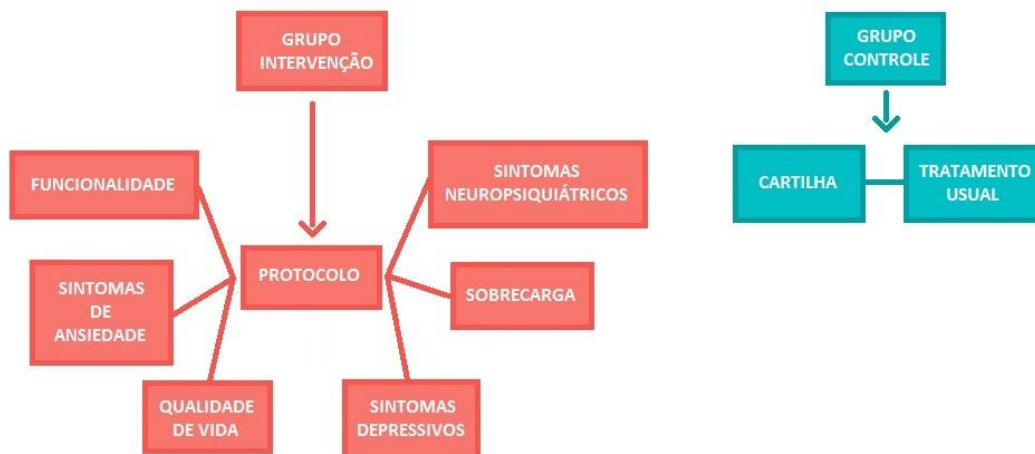 GRUPO
INTERVENÇÃO
GRUPO
CONTROLE
FUNCIONALIDADE
SINTOMAS
NEUROPSIQUIÁTRICOS
CARTILHA
TRATAMENTO
USUAL
PROTOCOLO
SINTOMAS
DE
ANSIEDADE
SOBRECARGA
QUALIDADE
DE VIDA
SINTOMAS
DEPRESSIVOS